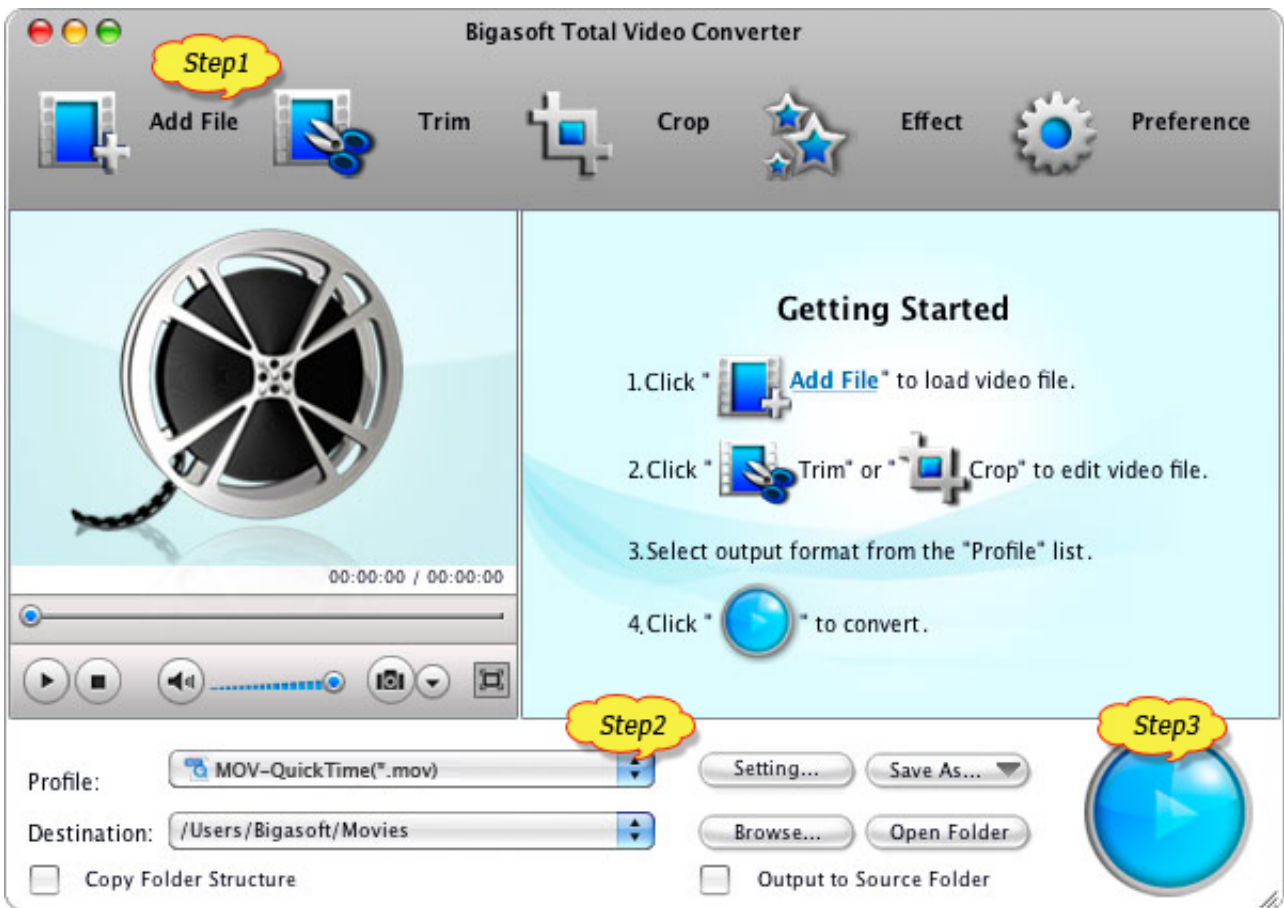 Bigasoft Total Video Converter
Step1
Add File
Trim
Crop
Effect
Preference
Getting Started
1.Click "Add File" to load video file.
2.Click "Trim" or "Crop" to edit video file.
3.Select output format from the "Profile" list.
4.Click " " to convert.
00:00:00 / 00:00:00
Step2
Step3
Profile:
MOV-QuickTime(*.mov)
Setting...
Save As...
Destination:
/Users/Bigasoft/Movies
Browse...
Open Folder
Copy Folder Structure
Output to Source Folder